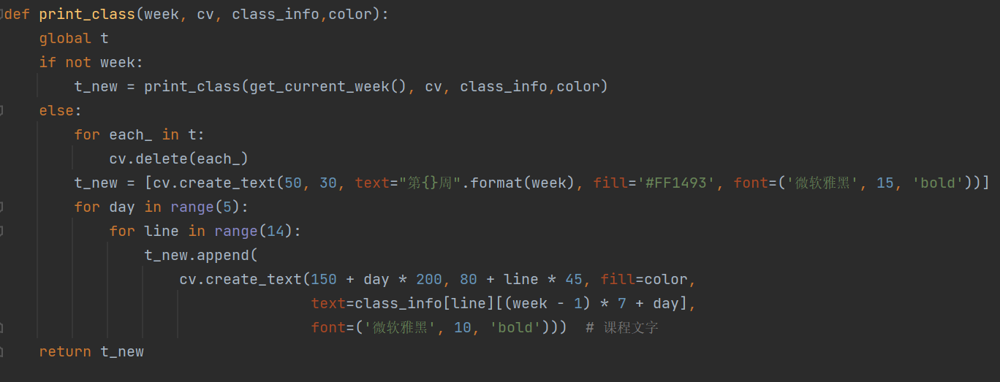 def print_class(week, cv, class_info,color):
    global t
    if not week:
        t_new = print_class(get_current_week(), cv, class_info,color)
    else:
        for each_ in t:
            cv.delete(each_)
        t_new = [cv.create_text(50, 30, text="第{}周".format(week), fill='#FF1493', font=('微软雅黑', 15, 'bold'))]
        for day in range(5):
            for line in range(14):
                t_new.append(
                    cv.create_text(150 + day * 200, 80 + line * 45, fill=color,
                                   text=class_info[line][(week - 1) * 7 + day],
                                   font=('微软雅黑', 10, 'bold')))  # 课程文字
    return t_new